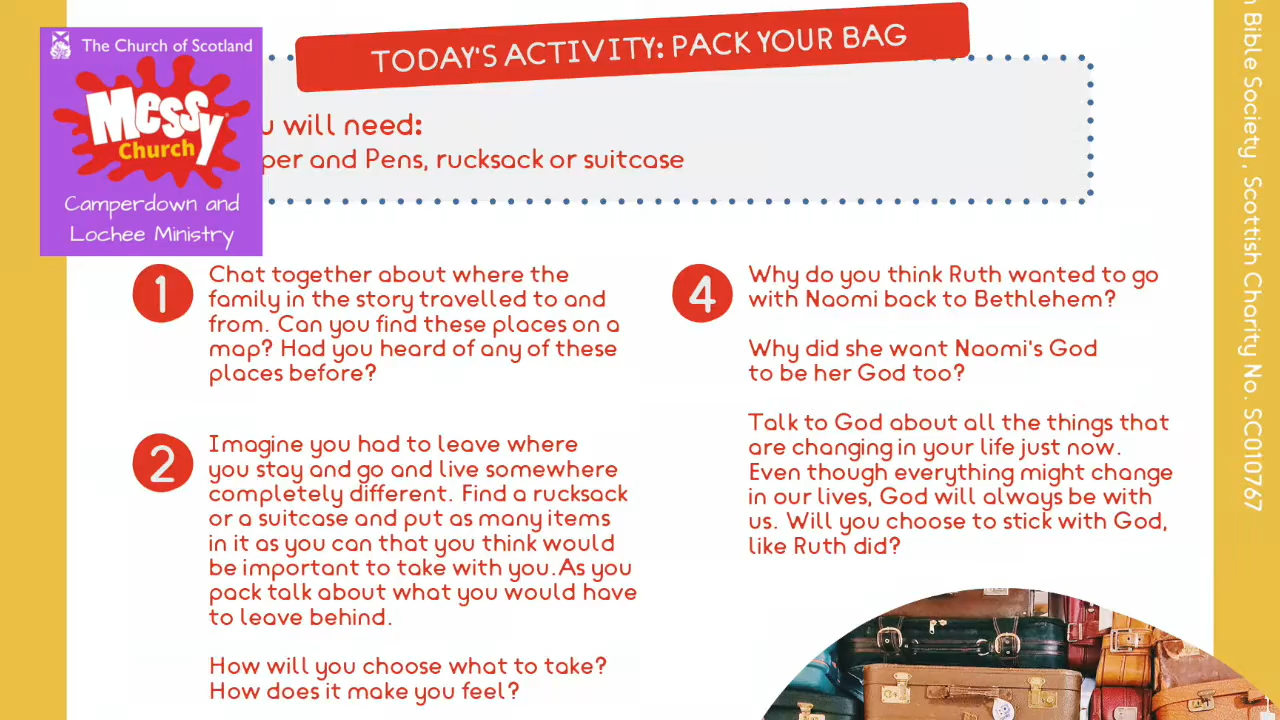 TODAY'S ACTIVITY: PACK YOUR BAG
The Church of Scotland
Messy
Church
Camperdown and
Lochee Ministry
will need:
and Pens, rucksack or suitcase
1
Chat together about where the
family in the story travelled to and
from. Can you find these places on a
map? Had you heard of any of these
places before?
2
Imagine you had to leave where
you stay and go and live somewhere
completely different. Find a rucksack
or a suitcase and put as many items
in it as you can that you think would
be important to take with you.As you
pack talk about what you would have
to leave behind.
How will you choose what to take?
How does it make you feel?
4
Why do you think Ruth wanted to go
with Naomi back to Bethlehem?
Why did she want Naomi's God
to be her God too?
Talk to God about all the things that
are changing in your life just now.
Even though everything might change
in our lives, God will always be with
us. Will you choose to stick with God,
like Ruth did?
Bible Society , Scottish Charity No. SC010767